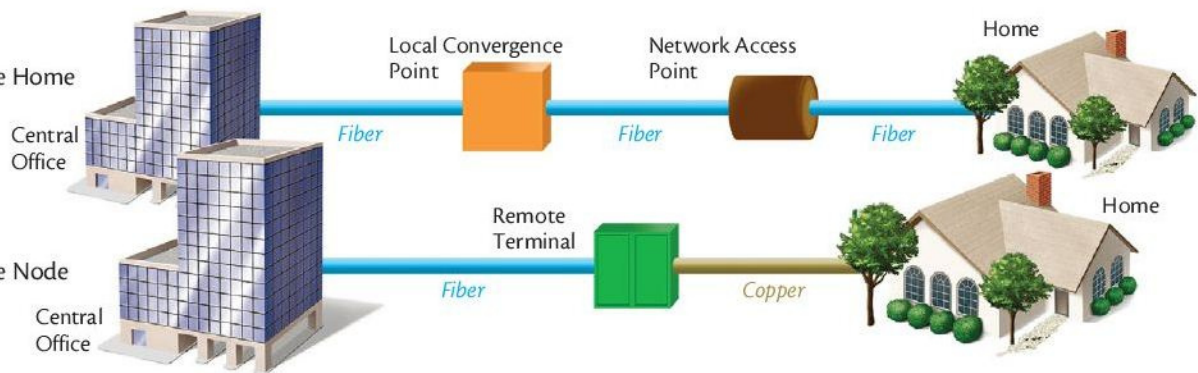 Home
Local Convergence
Point
Network Access
Point
e Home
Central
Office
Fiber
Fiber
Fiber
Remote
Terminal
Home
e Node
Central
Office
Fiber
Copper